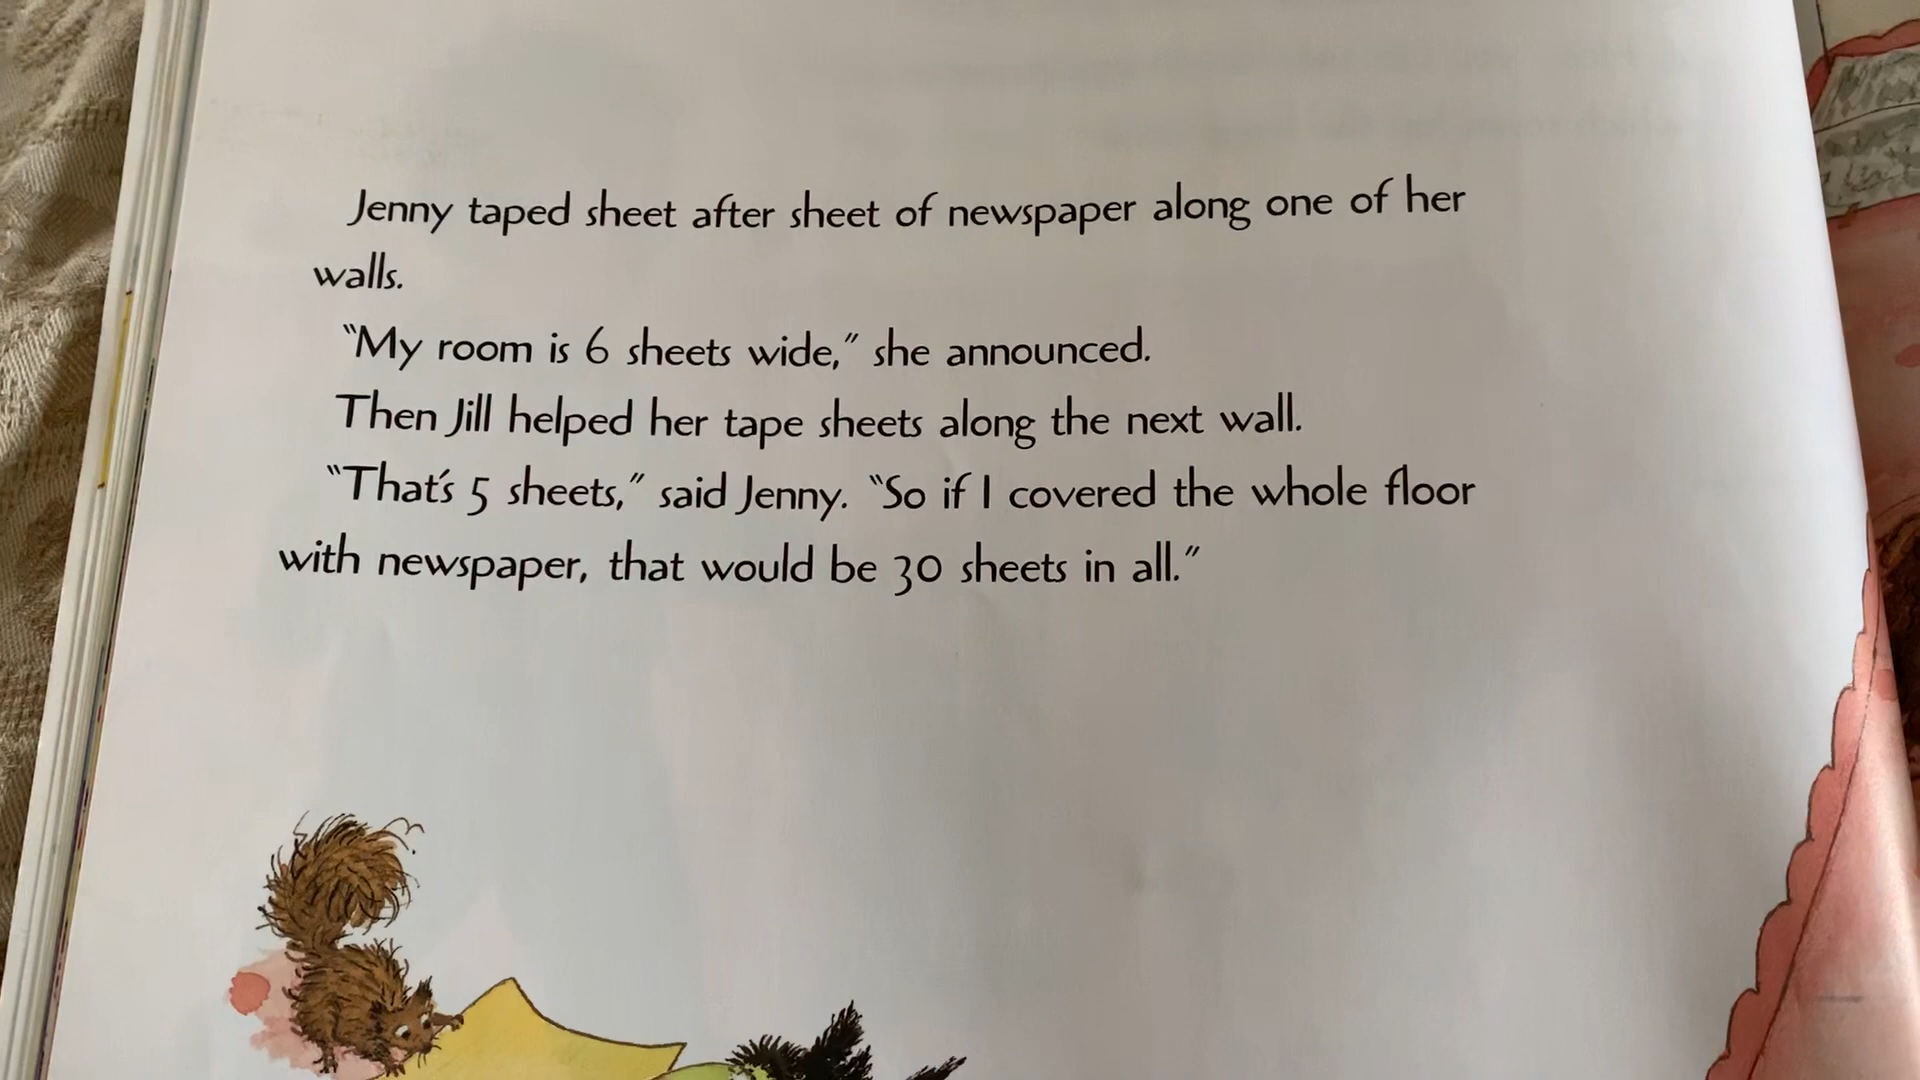 Jenny taped sheet after sheet of newspaper along one of her
walls.
“My room is 6 sheets wide,” she announced.
Then Jill helped her tape sheets along the next wall.
“That's 5 sheets,” said Jenny. “So if I covered the whole floor
with newspaper, that would be 30 sheets in all.”